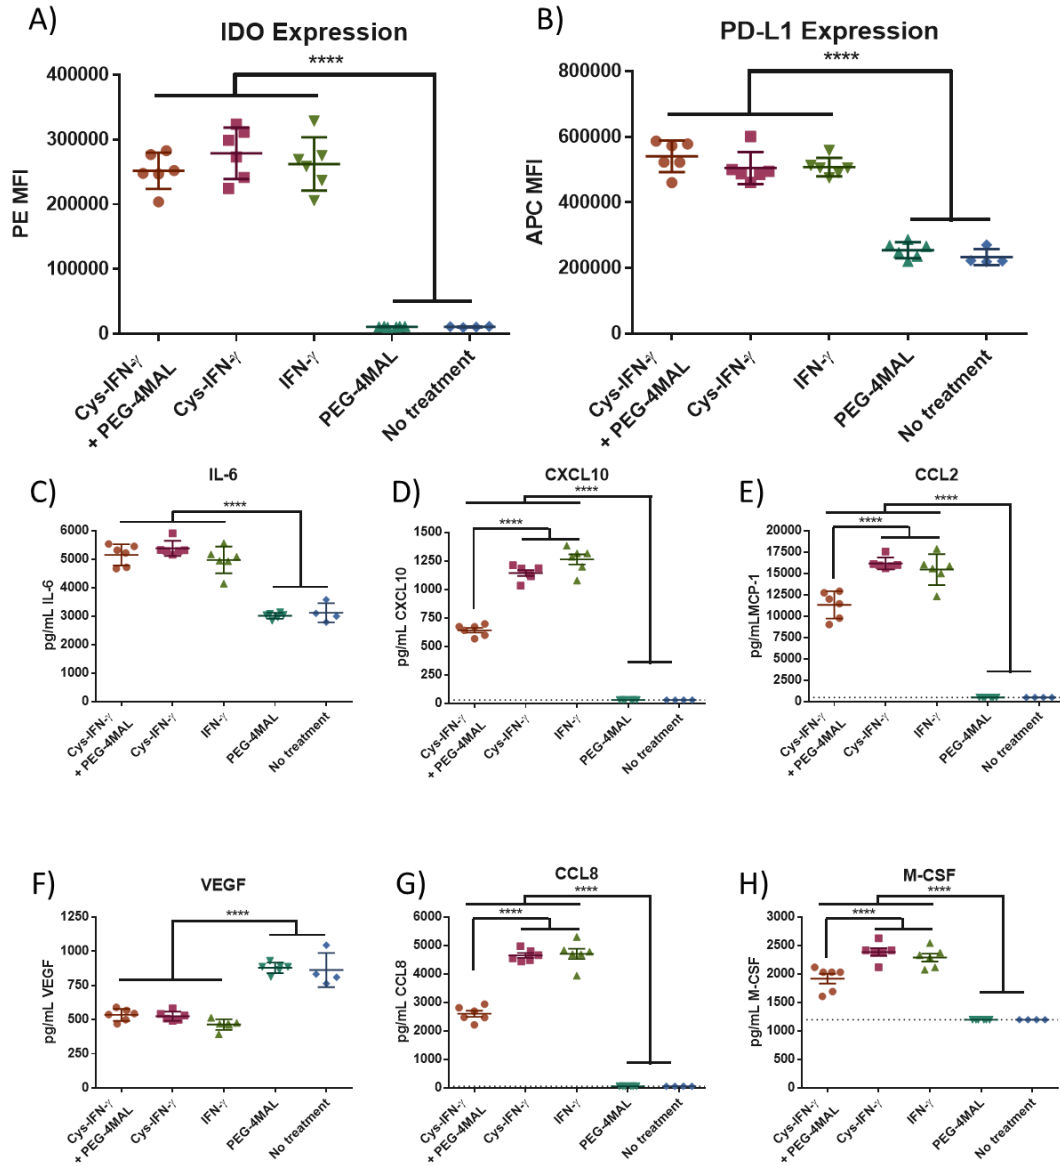 A)
IDO Expression
****
PE MFI
400000
300000
200000
100000
0
Cys-IFN-γ
+ PEG-4MAL
Cys-IFN-γ
IFN-γ
PEG-4MAL
No treatment
B)
PD-L1 Expression
****
APC MFI
800000
600000
400000
200000
0
Cys-IFN-γ
+ PEG-4MAL
Cys-IFN-γ
IFN-γ
PEG-4MAL
No treatment
C)
IL-6
****
pg/mL IL-6
6000
5000
4000
3000
2000
1000
0
Cys-IFN-γ
+ PEG-4MAL
Cys-IFN-γ
IFN-γ
PEG-4MAL
No treatment
D)
CXCL10
****
****
pg/mL CXCL10
1500
1250
1000
750
500
250
0
Cys-IFN-γ
+ PEG-4MAL
Cys-IFN-γ
IFN-γ
PEG-4MAL
No treatment
E)
CCL2
****
****
pg/mLMCP-1
20000
17500
15000
12500
10000
7500
5000
2500
0
Cys-IFN-γ
+ PEG-4MAL
Cys-IFN-γ
IFN-γ
PEG-4MAL
No treatment
F)
VEGF
****
pg/mL VEGF
1250
1000
750
500
250
0
Cys-IFN-γ
+ PEG-4MAL
Cys-IFN-γ
IFN-γ
PEG-4MAL
No treatment
G)
CCL8
****
****
pg/mL CCL8
6000
5000
4000
3000
2000
1000
0
Cys-IFN-γ
+ PEG-4MAL
Cys-IFN-γ
IFN-γ
PEG-4MAL
No treatment
H)
M-CSF
****
****
pg/mL M-CSF
3000
2500
2000
1500
1000
500
0
Cys-IFN-γ
+ PEG-4MAL
Cys-IFN-γ
IFN-γ
PEG-4MAL
No treatment